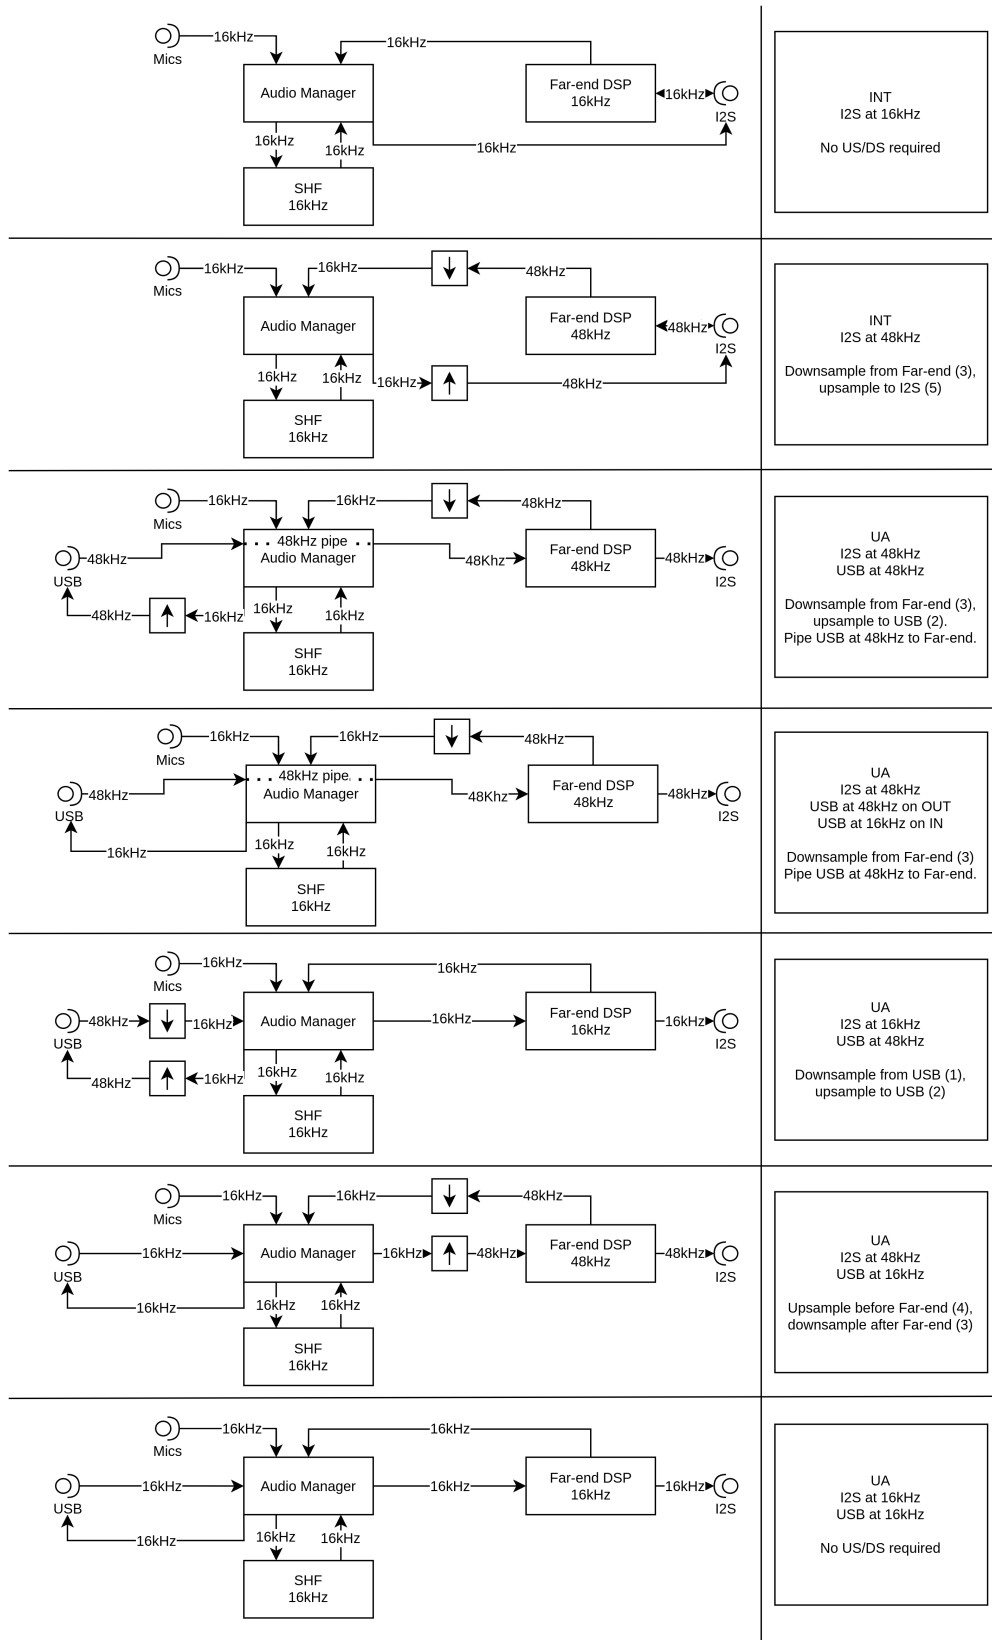 16kHz
16kHz
Mics
Audio Manager
Far-end DSP
16kHz
16kHz
I2S
16kHz
16kHz
16kHz
SHF
16kHz
INT
I2S at 16kHz
No US/DS required
16kHz
16kHz
48kHz
Mics
Audio Manager
Far-end DSP
48kHz
48kHz
I2S
16kHz
16kHz
16kHz
48kHz
SHF
16kHz
INT
I2S at 48kHz
Downsample from Far-end (3),
upsample to I2S (5)
16kHz
16kHz
48kHz
Mics
48kHz pipe
Audio Manager
48kHz
USB
48Khz
Far-end DSP
48kHz
48kHz
I2S
48kHz
16kHz
16kHz
16kHz
SHF
16kHz
UA
I2S at 48kHz
USB at 48kHz
Downsample from Far-end (3),
upsample to USB (2).
Pipe USB at 48kHz to Far-end.
16kHz
16kHz
48kHz
Mics
48kHz pipe
Audio Manager
48kHz
USB
48Khz
Far-end DSP
48kHz
48kHz
I2S
16kHz
16kHz
16kHz
SHF
16kHz
UA
I2S at 48kHz
USB at 48kHz on OUT
USB at 16kHz on IN
Downsample from Far-end (3)
Pipe USB at 48kHz to Far-end.
16kHz
16kHz
Mics
48kHz
16kHz
USB
Audio Manager
16kHz
Far-end DSP
16kHz
16kHz
I2S
48kHz
16kHz
16kHz
16kHz
SHF
16kHz
UA
I2S at 16kHz
USB at 48kHz
Downsample from USB (1),
upsample to USB (2)
16kHz
16kHz
48kHz
Mics
16kHz
USB
Audio Manager
16kHz
48kHz
Far-end DSP
48kHz
48kHz
I2S
16kHz
16kHz
16kHz
SHF
16kHz
UA
I2S at 48kHz
USB at 16kHz
Upsample before Far-end (4),
downsample after Far-end (3)
16kHz
16kHz
Mics
16kHz
USB
Audio Manager
16kHz
Far-end DSP
16kHz
16kHz
I2S
16kHz
16kHz
16kHz
SHF
16kHz
UA
I2S at 16kHz
USB at 16kHz
No US/DS required